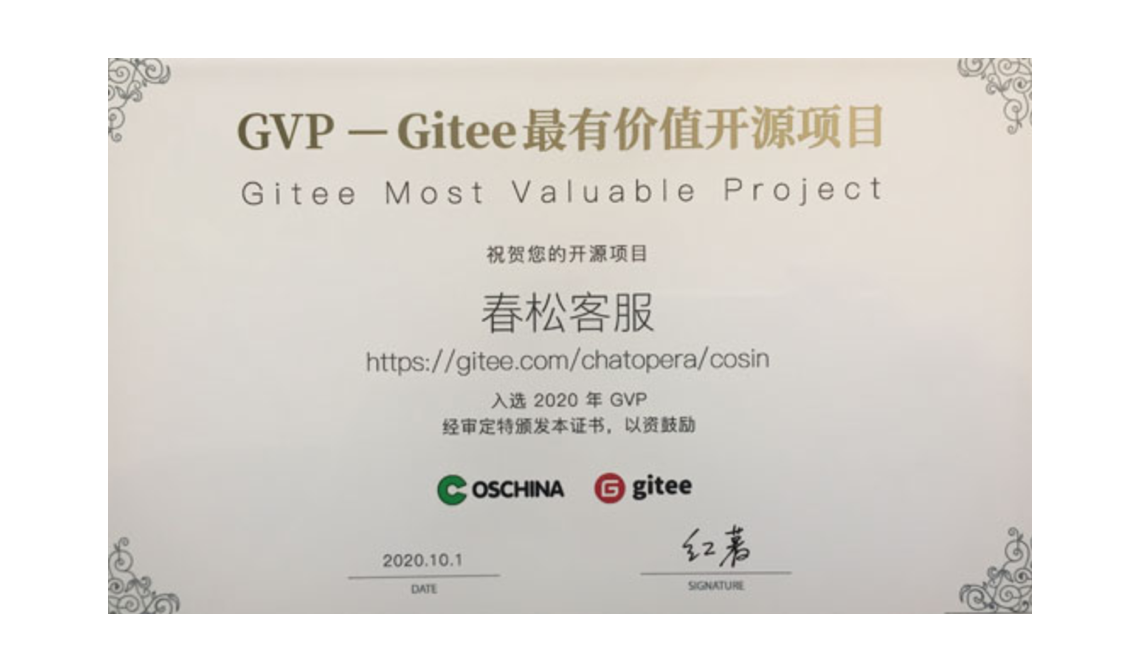 GVP — Gitee最有价值开源项目
Gitee Most Valuable Project
祝贺您的开源项目
春松客服
https://gitee.com/chatopera/cosin
入选 2020 年 GVP
经审定特颁发本证书，以资鼓励
OSCHINA gitee
2020.10.1 红薯
DATE SIGNATURE